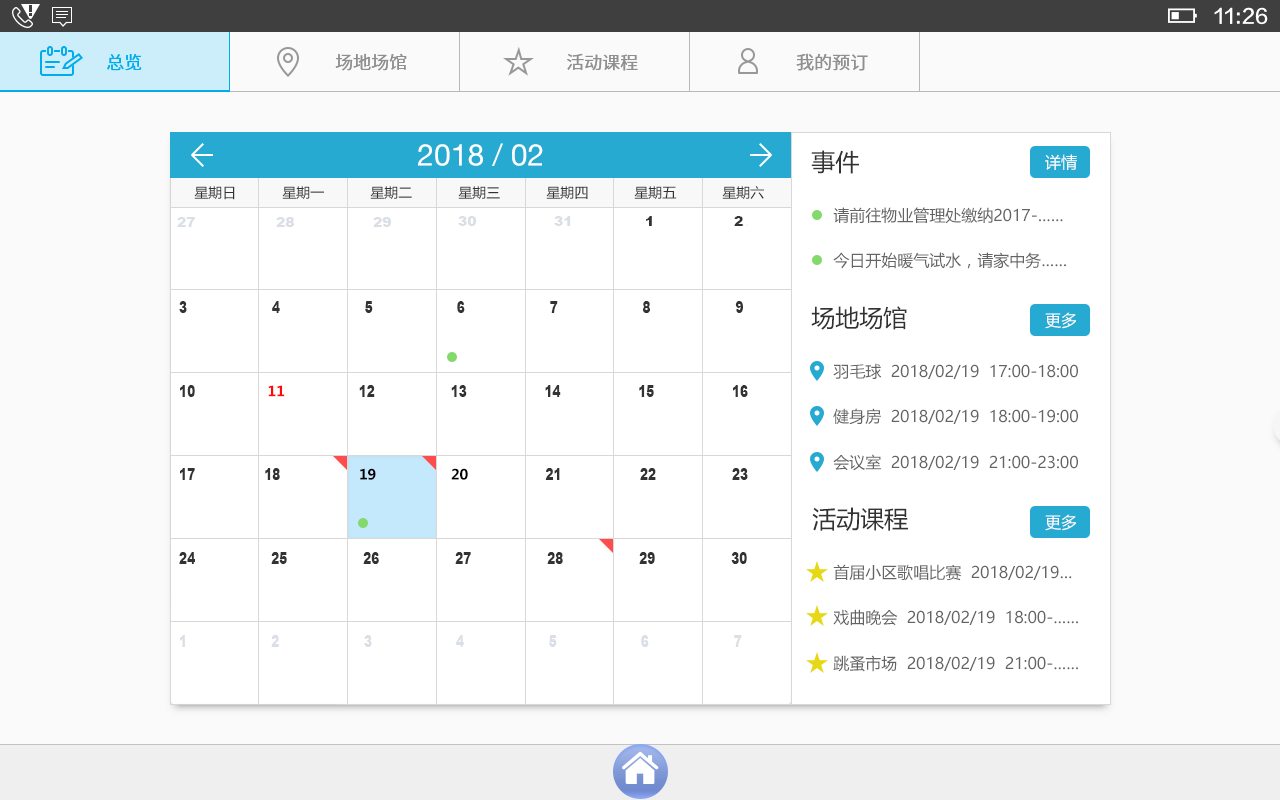 11:26
总览 场地场馆 活动课程 我的预订
2018 / 02
星期日 星期一 星期二 星期三 星期四 星期五 星期六
27 28 29 30 31 1 2
3 4 5 6 7 8 9
10 11 12 13 14 15 16
17 18 19 20 21 22 23
24 25 26 27 28 29 30
1 2 3 4 5 6 7
事件 详情
请前往物业管理处缴纳2017-......
今日开始暖气试水，请家中务......
场地场馆 更多
羽毛球 2018/02/19 17:00-18:00
健身房 2018/02/19 18:00-19:00
会议室 2018/02/19 21:00-23:00
活动课程 更多
首届小区歌唱比赛 2018/02/19...
戏曲晚会 2018/02/19 18:00-......
跳蚤市场 2018/02/19 21:00-......